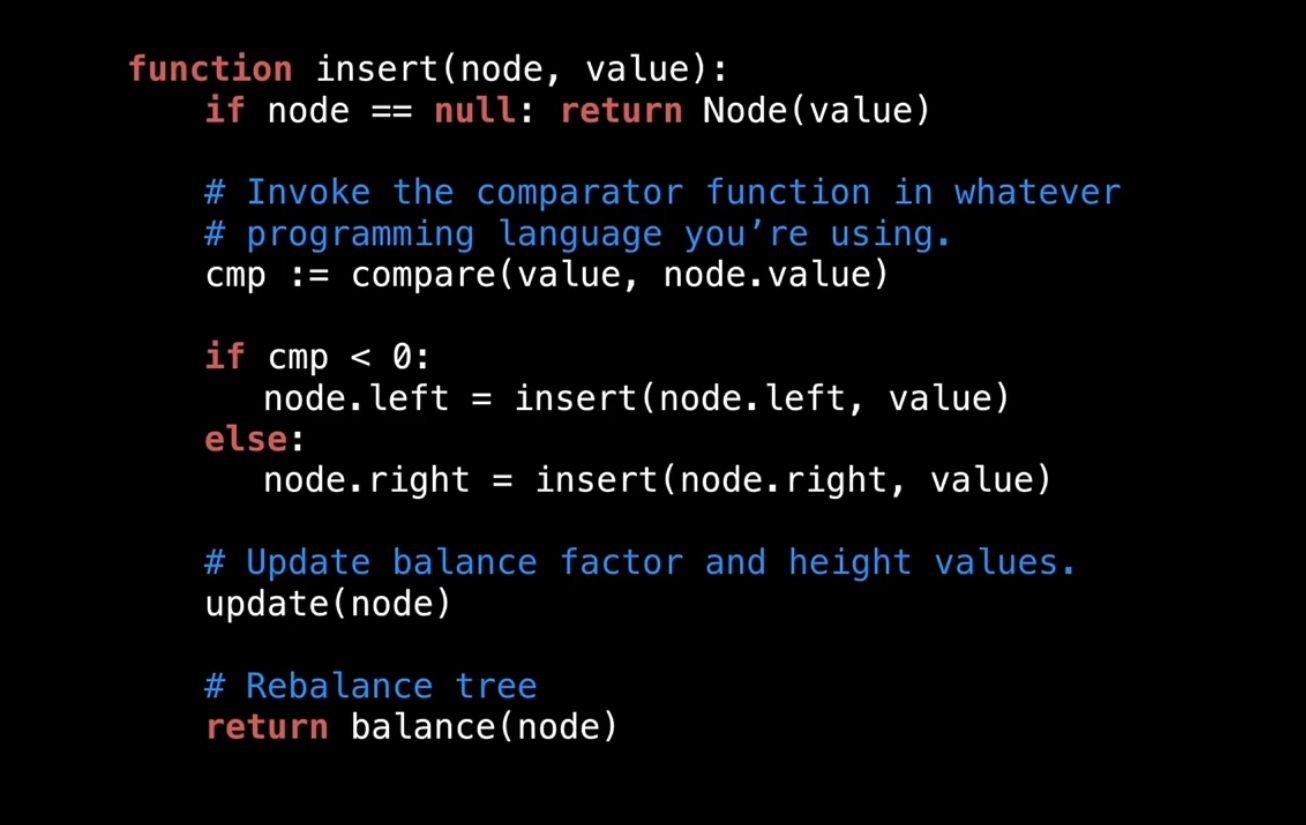 function insert(node, value):
if node == null: return Node(value)
# Invoke the comparator function in whatever
# programming language you’re using.
cmp := compare(value, node.value)
if cmp < 0:
node.left = insert(node.left, value)
else:
node.right = insert(node.right, value)
# Update balance factor and height values.
update(node)
# Rebalance tree
return balance(node)